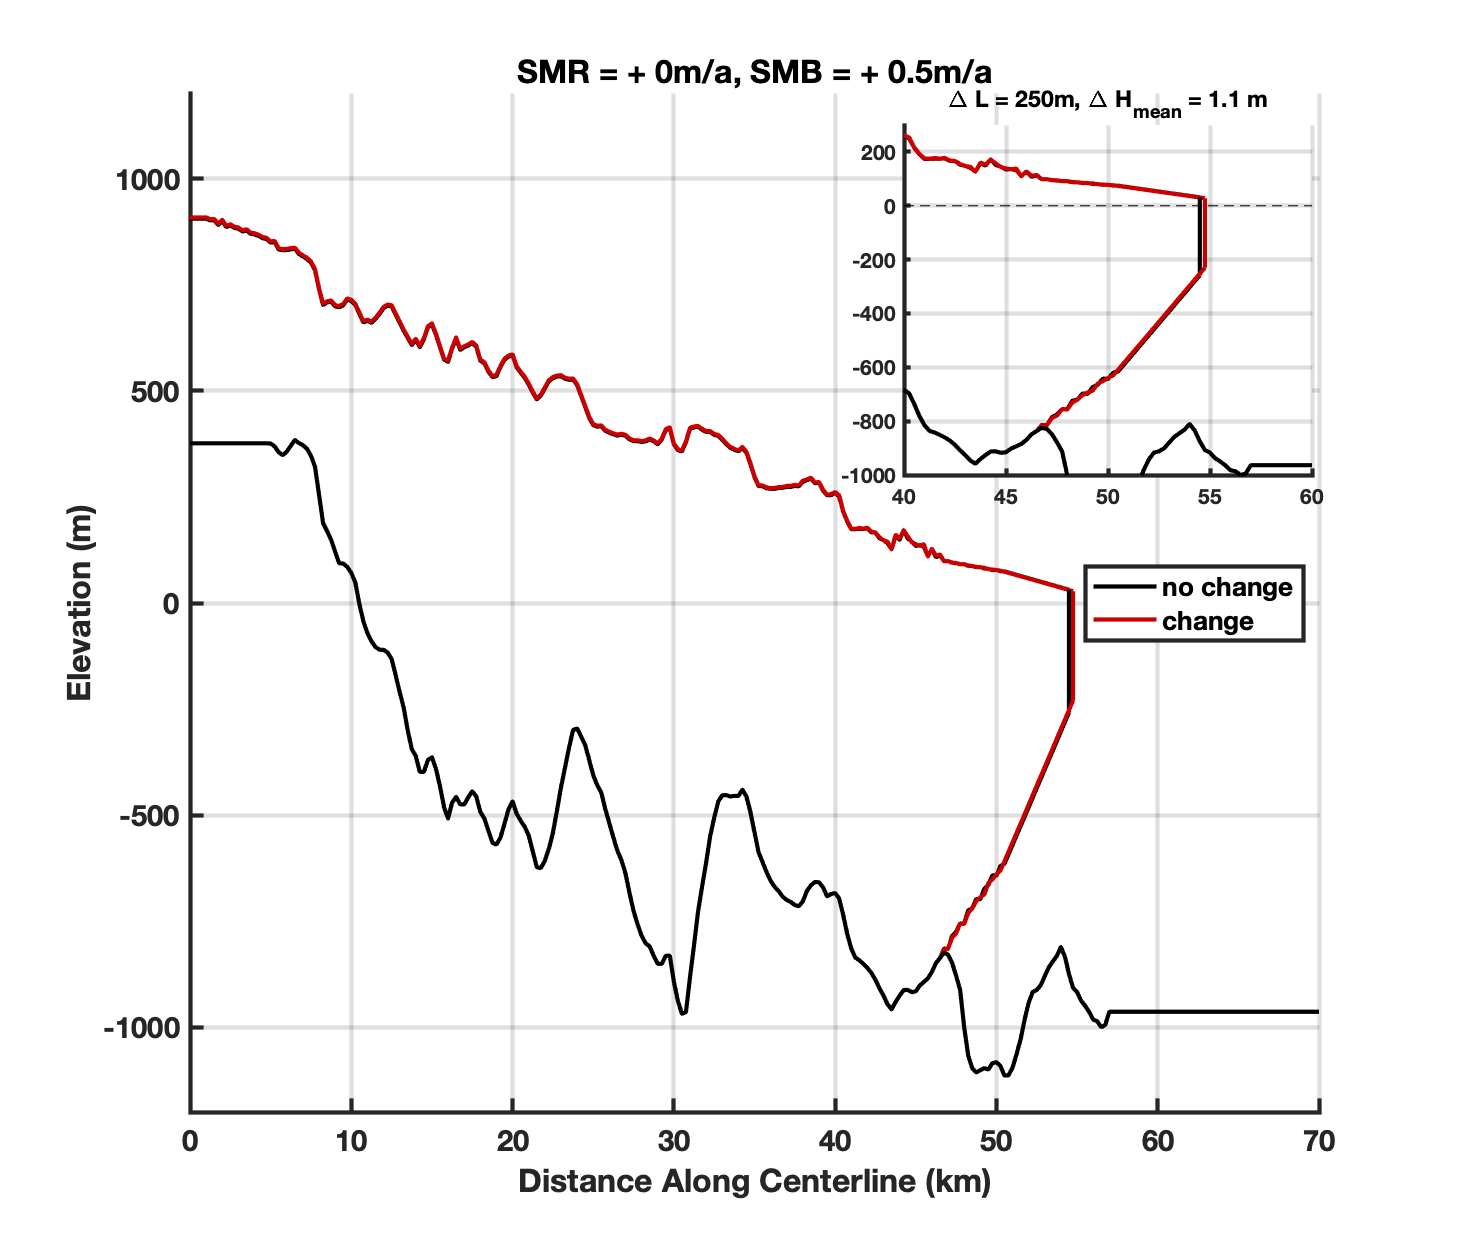 SMR = + 0m/a, SMB = + 0.5m/a
△ L = 250m, △ Hmean = 1.1 m
200
0
-200
-400
-600
-800
-1000
40 45 50 55 60
1000
500
0
-500
-1000
Elevation (m)
no change
change
0 10 20 30 40 50 60 70
Distance Along Centerline (km)